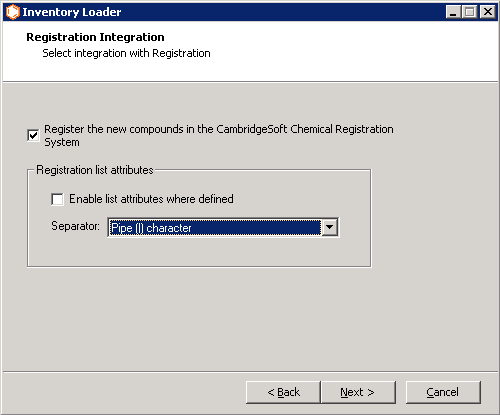 Inventory Loader
Registration Integration
Select integration with Registration
Register the new compounds in the CambridgeSoft Chemical Registration
System
Registration list attributes
Enable list attributes where defined
Separator: Pipe (|) character
< Back Next > Cancel